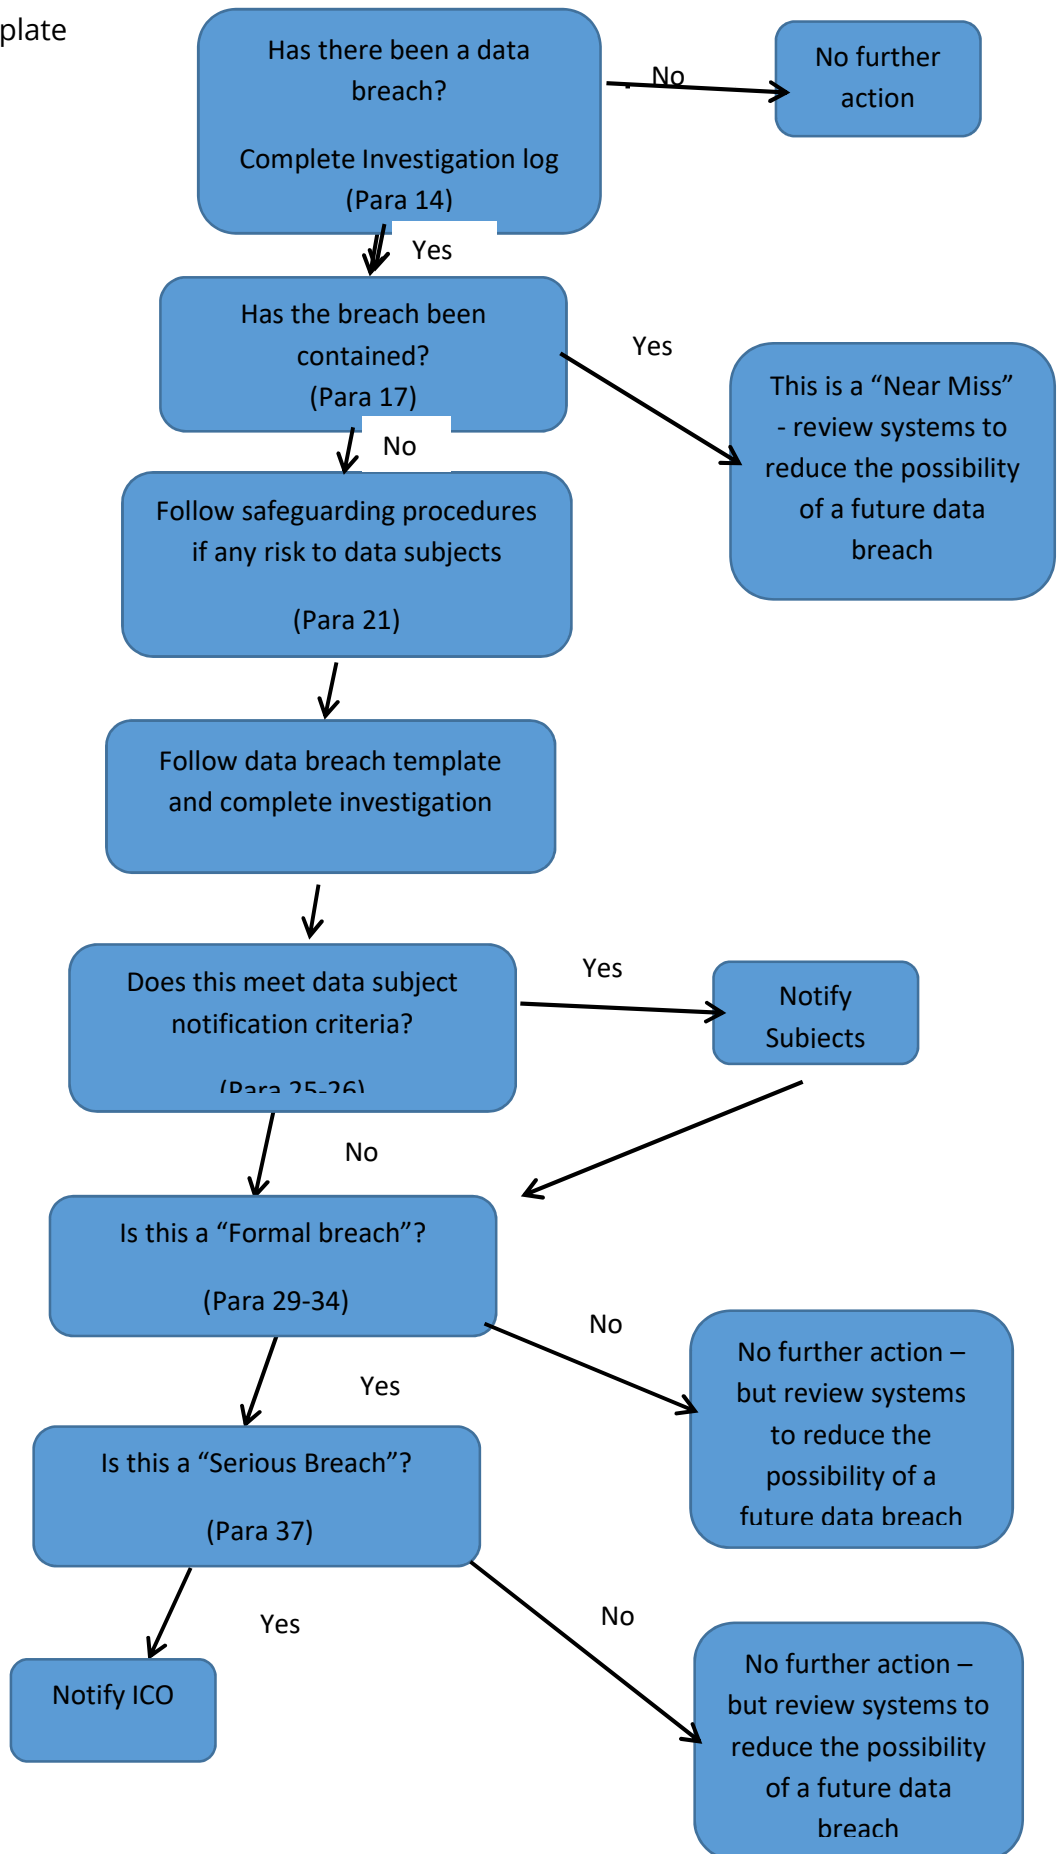 plate
Has there been a data
breach?
Complete Investigation log
(Para 14)
No
No further
action
Yes
Has the breach been
contained?
(Para 17)
Yes
This is a “Near Miss”
- review systems to
reduce the possibility
of a future data
breach
No
Follow safeguarding procedures
if any risk to data subjects
(Para 21)
Follow data breach template
and complete investigation
Does this meet data subject
notification criteria?
(Para 25-26)
Yes
Notify
Subjects
No
Is this a “Formal breach”?
(Para 29-34)
No
No further action –
but review systems
to reduce the
possibility of a
future data breach
Yes
Is this a “Serious Breach”?
(Para 37)
Yes
No
Notify ICO
No further action –
but review systems to
reduce the possibility
of a future data
breach